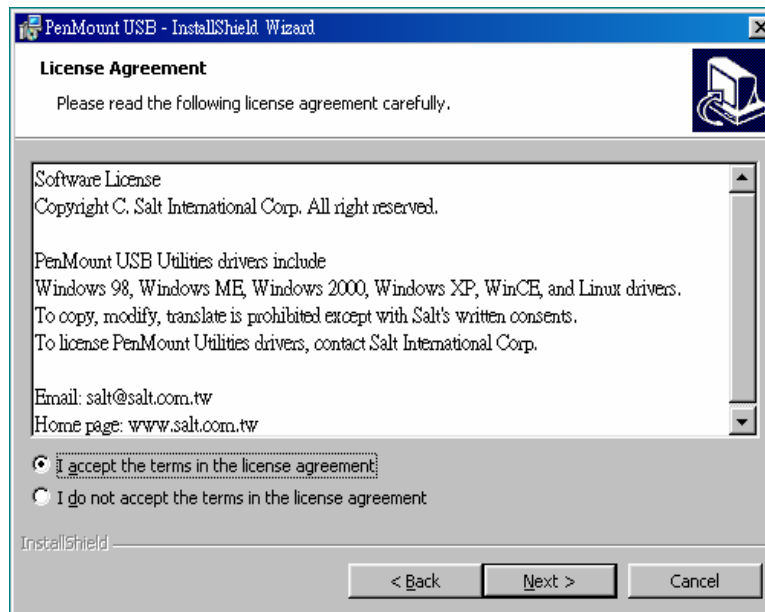 PenMount USB - InstallShield Wizard
License Agreement
Please read the following license agreement carefully.
Software License
Copyright C. Salt International Corp. All right reserved.
PenMount USB Utilities drivers include
Windows 98, Windows ME, Windows 2000, Windows XP, WinCE, and Linux drivers.
To copy, modify, translate is prohibited except with Salt's written consents.
To license PenMount Utilities drivers, contact Salt International Corp.
Email: salt@salt.com.tw
Home page: www.salt.com.tw
I accept the terms in the license agreement
I do not accept the terms in the license agreement
InstallShield
< Back Next > Cancel